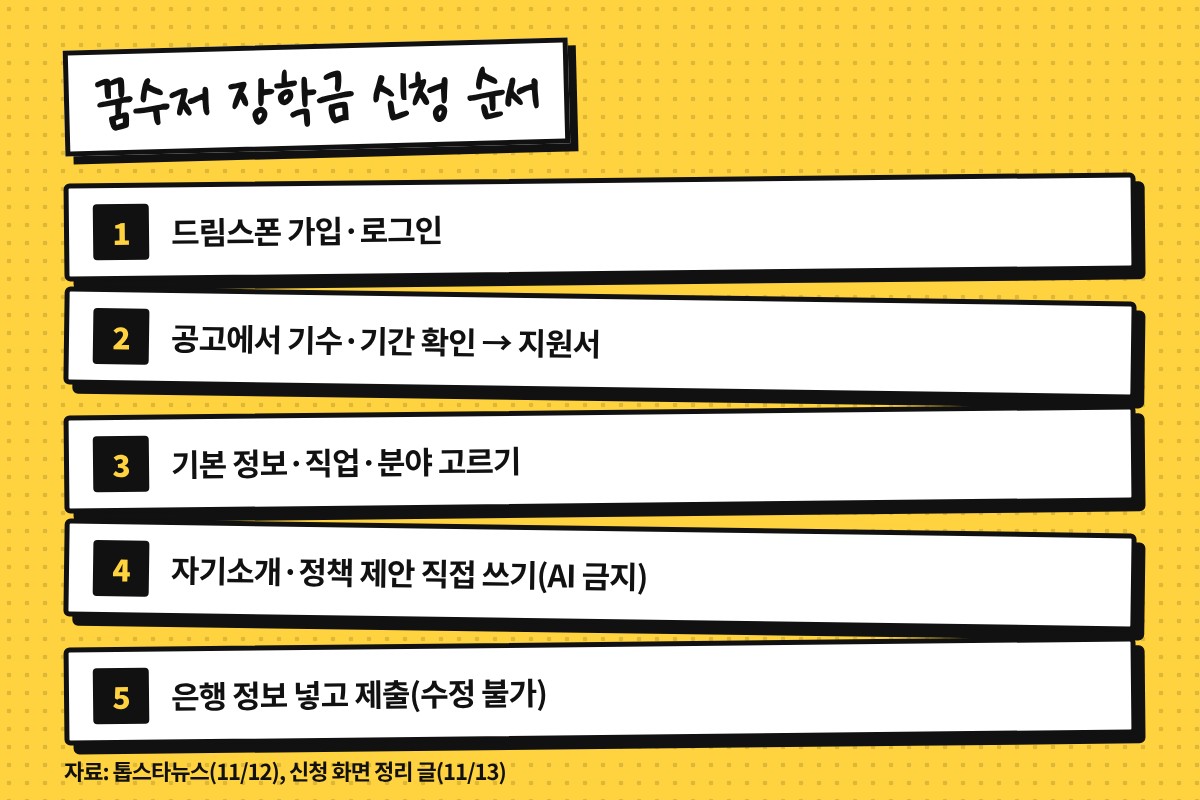 꿈수저 장학금 신청 순서
1 드림스폰 가입·로그인
2 공고에서 기수·기간 확인 → 지원서
3 기본 정보·직업·분야 고르기
4 자기소개·정책 제안 직접 쓰기(AI 금지)
5 은행 정보 넣고 제출(수정 불가)
자료: 톱스타뉴스(11/12), 신청 화면 정리 글(11/13)